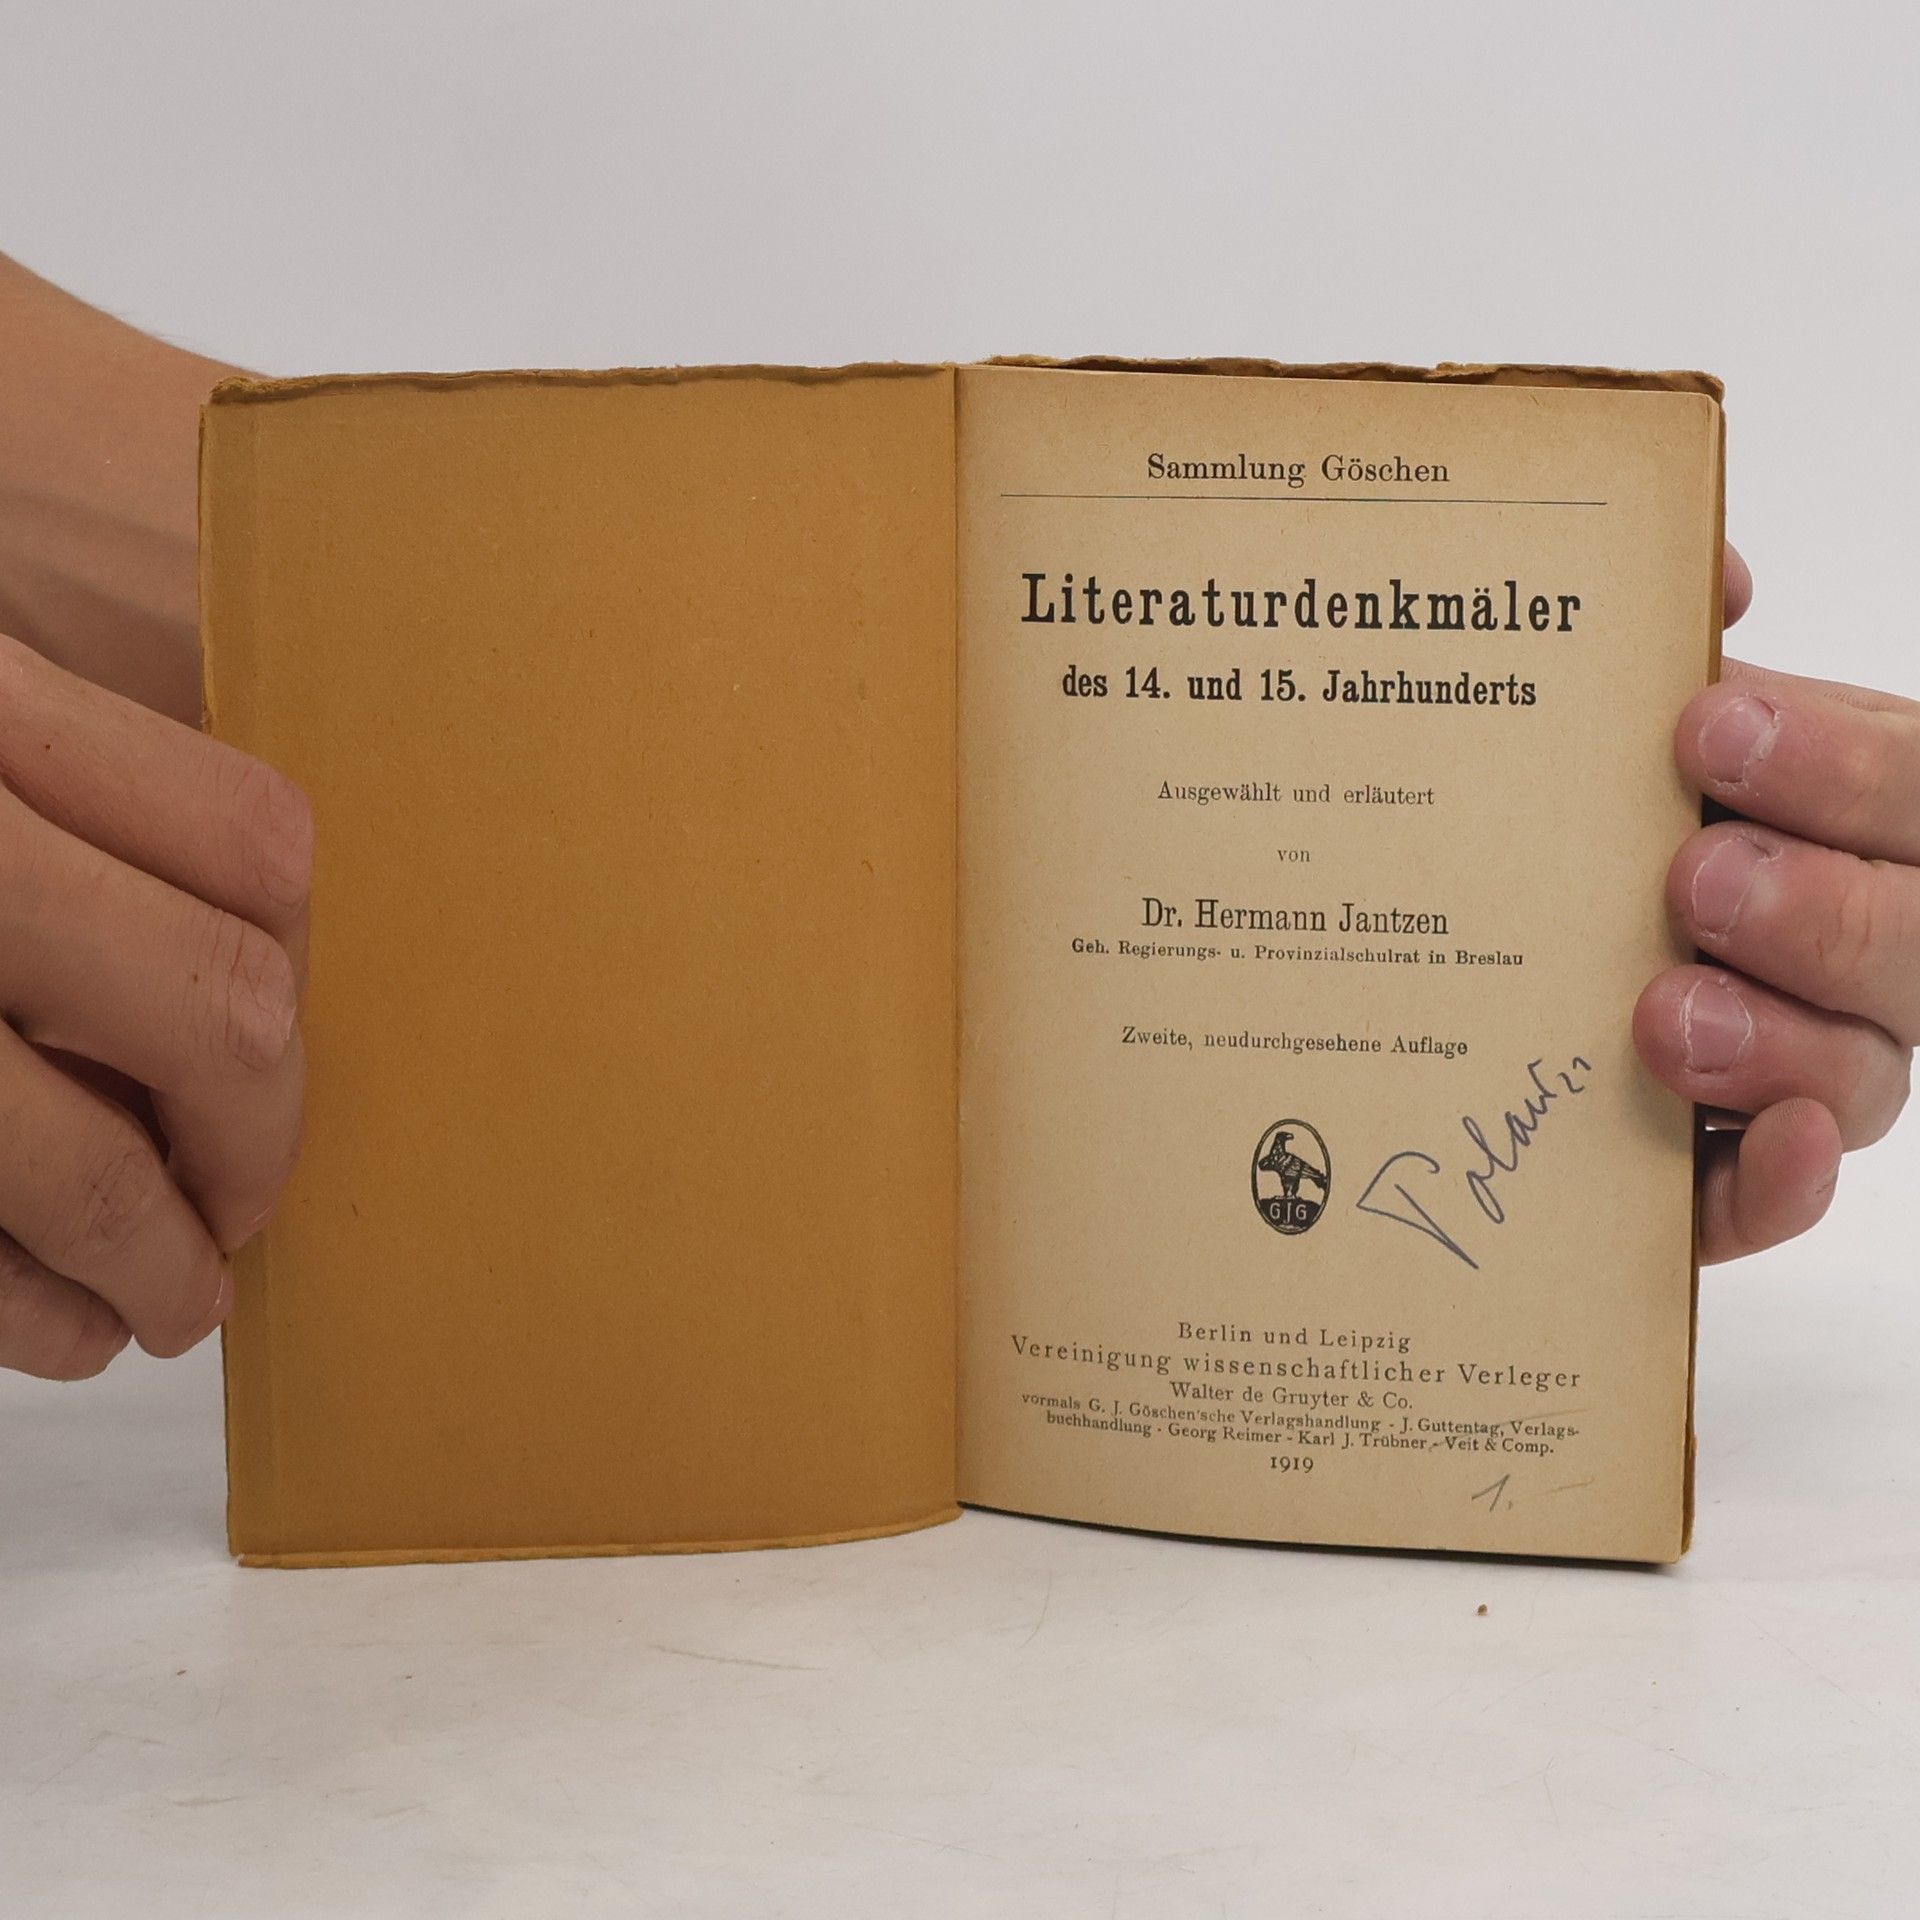 Sammlung Göschen
Literaturdenkmäler
des 14. und 15. Jahrhunderts
Ausgewählt und erläutert
von
Dr. Hermann Jantzen
Geh. Regierungs- u. Provinzialschulrat in Breslau
Zweite, neudurchgesehene Auflage
G J G
Berlin und Leipzig
Vereinigung wissenschaftlicher Verleger
Walter de Gruyter & Co.
vormals G. J. Göschen'sche Verlagshandlung - J. Guttentag, Verlags-
buchhandlung - Georg Reimer - Karl J. Trübner - Veit & Comp.
1919
1.